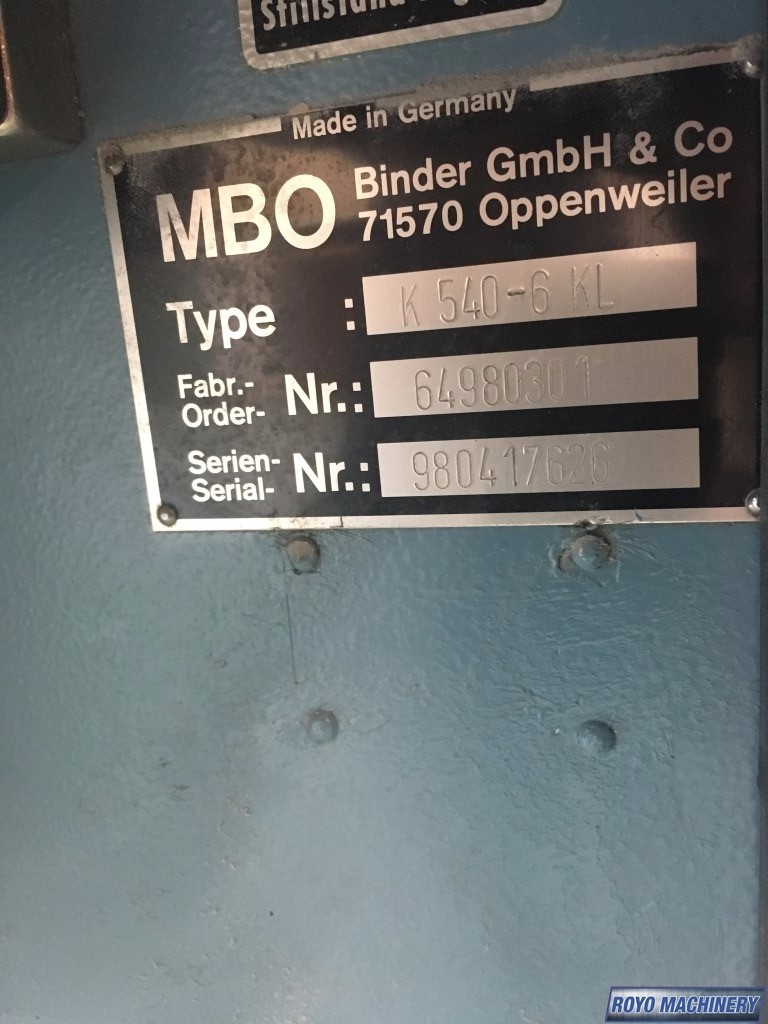 Stillstand
Made in Germany
MBO
Binder GmbH & Co
71570 Oppenweiler
Type : K 540-6 KL
Fabr.-
Order- Nr.: 64980301
Serien-
Serial- Nr.: 980417626
ROYO MACHINERY